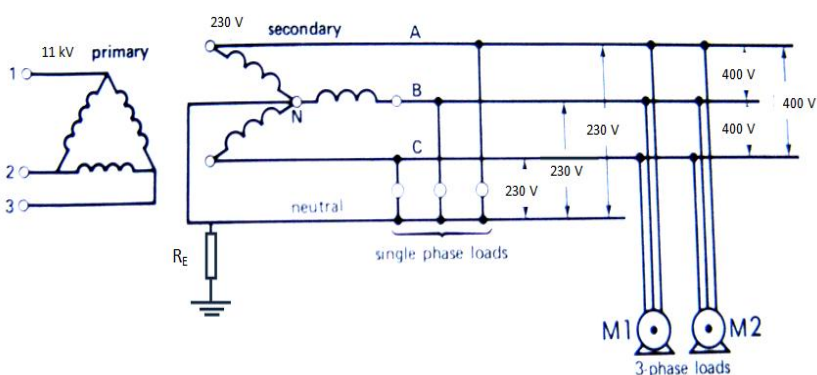 230 V
secondary
A
11 kV
primary
1
400 V
B
400 V
N
400 V
230 V
C
2
230 V
230 V
3
neutral
single phase loads
RE
M1
M2
3-phase loads